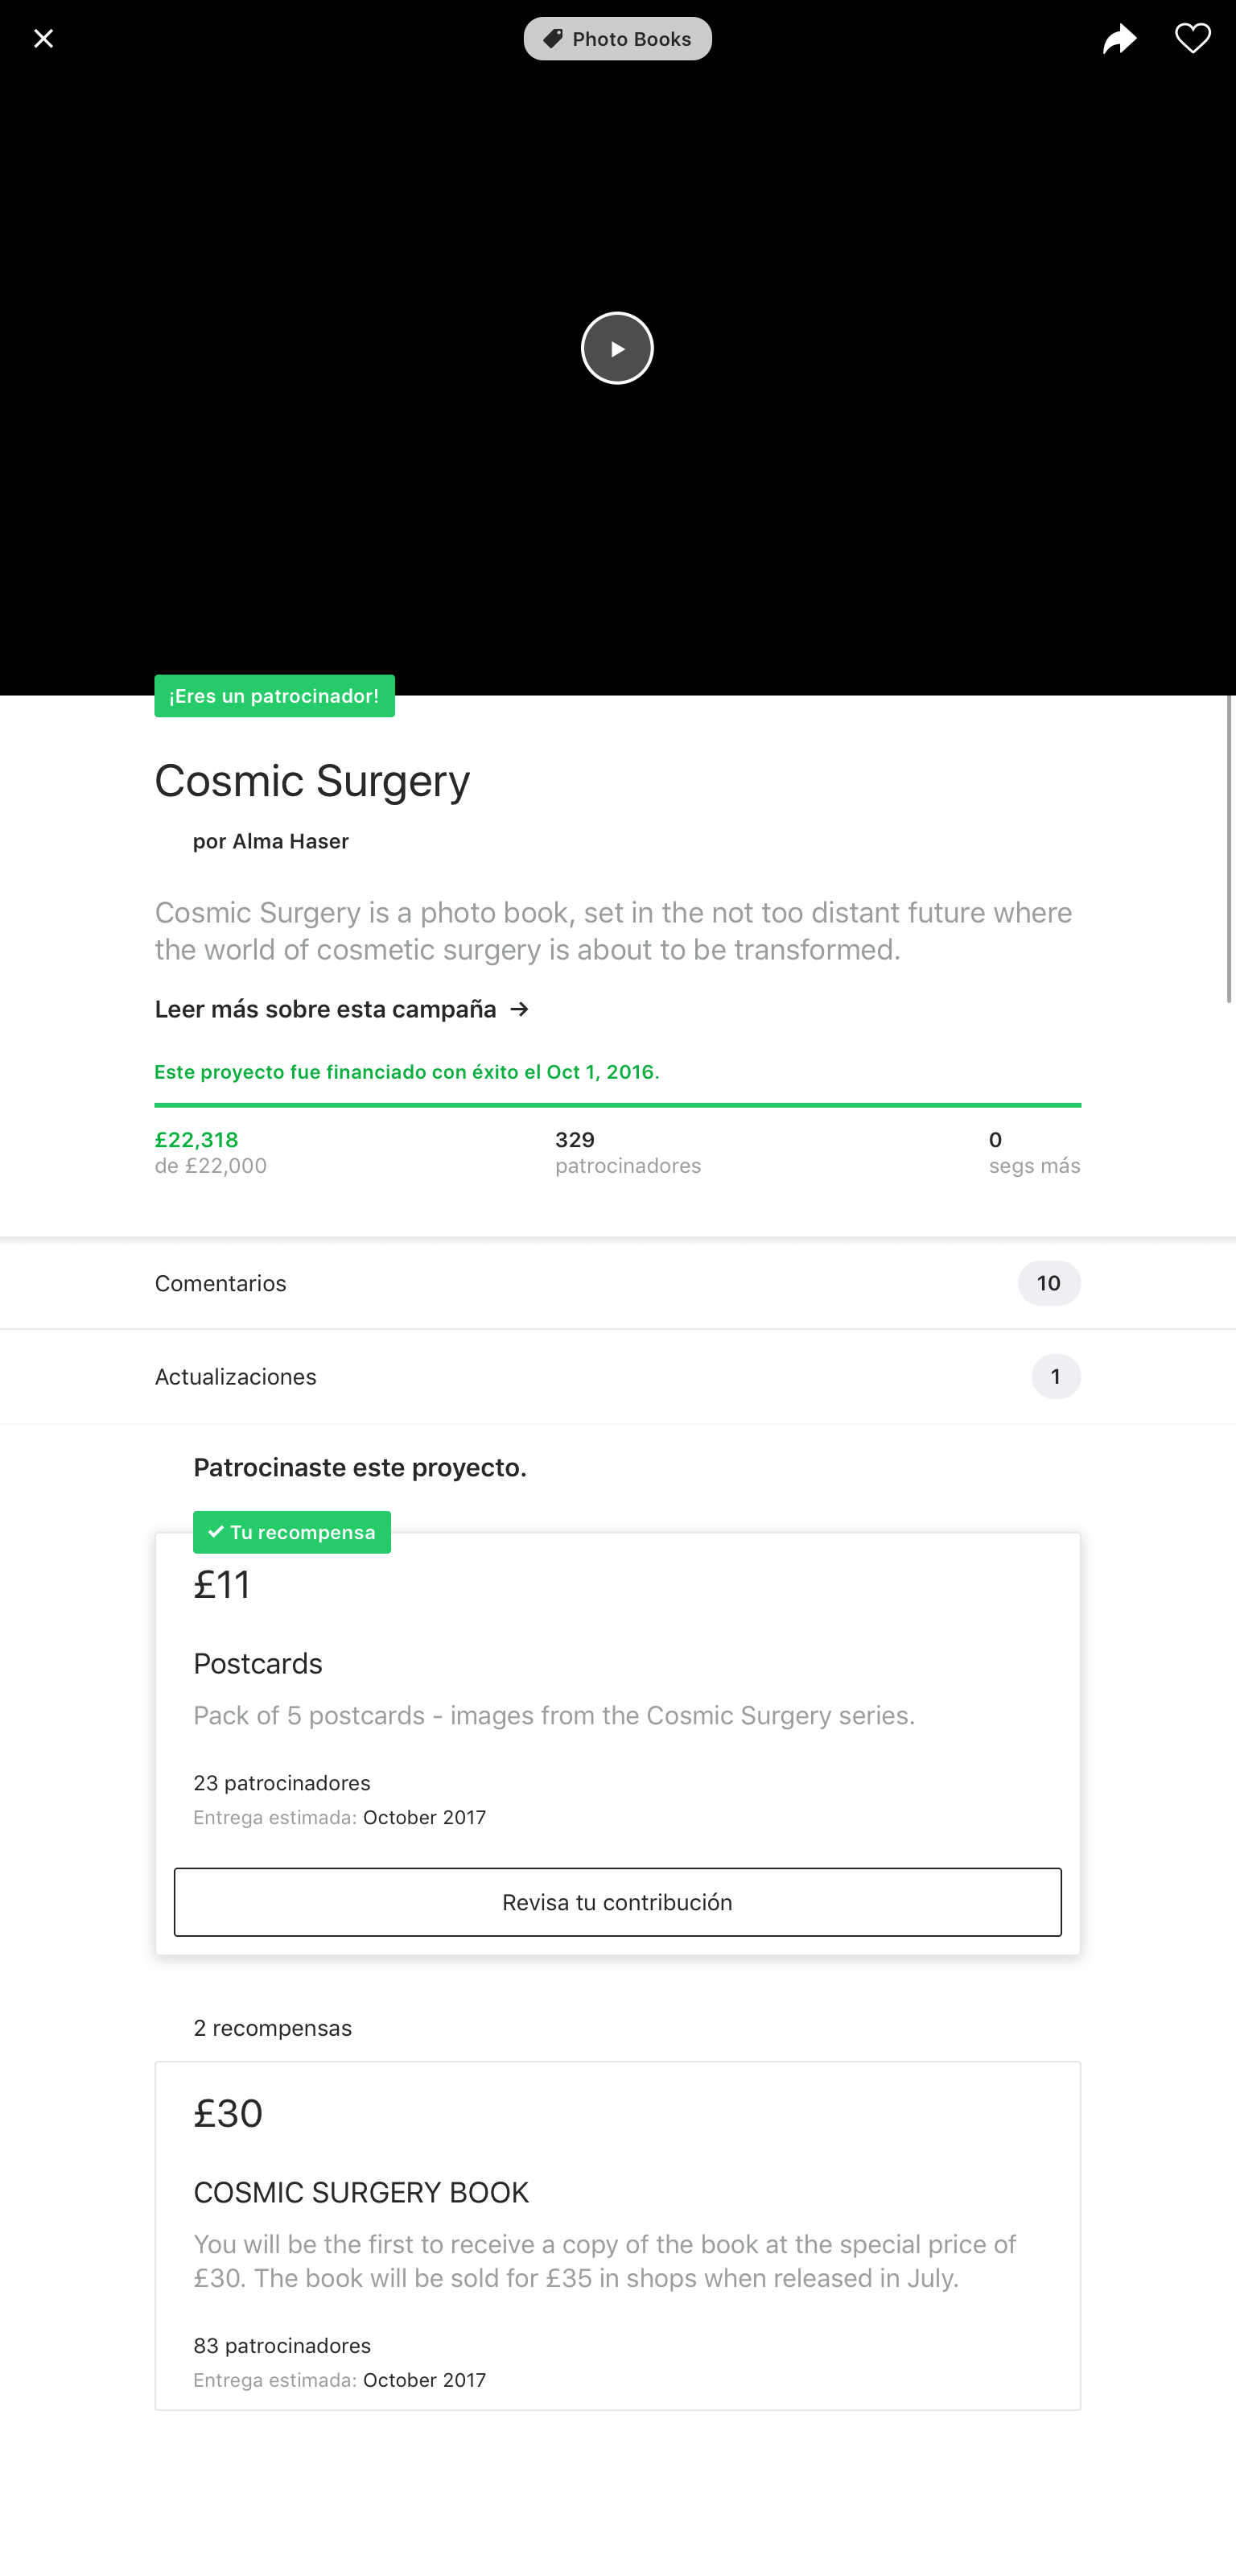 Photo Books
¡Eres un patrocinador!
Cosmic Surgery
por Alma Haser
Cosmic Surgery is a photo book, set in the not too distant future where
the world of cosmetic surgery is about to be transformed.
Leer más sobre esta campaña →
Este proyecto fue financiado con éxito el Oct 1, 2016.
£22,318
de £22,000
329
patrocinadores
0
segs más
Comentarios
10
Actualizaciones
1
Patrocinaste este proyecto.
✓ Tu recompensa
£11
Postcards
Pack of 5 postcards - images from the Cosmic Surgery series.
23 patrocinadores
Entrega estimada: October 2017
Revisa tu contribución
2 recompensas
£30
COSMIC SURGERY BOOK
You will be the first to receive a copy of the book at the special price of
£30. The book will be sold for £35 in shops when released in July.
83 patrocinadores
Entrega estimada: October 2017